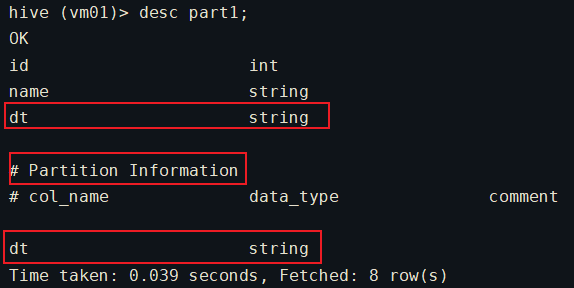 hive (vm01)> desc part1;
OK
id int
name string
dt string
# Partition Information
# col_name data_type comment
dt string
Time taken: 0.039 seconds, Fetched: 8 row(s)